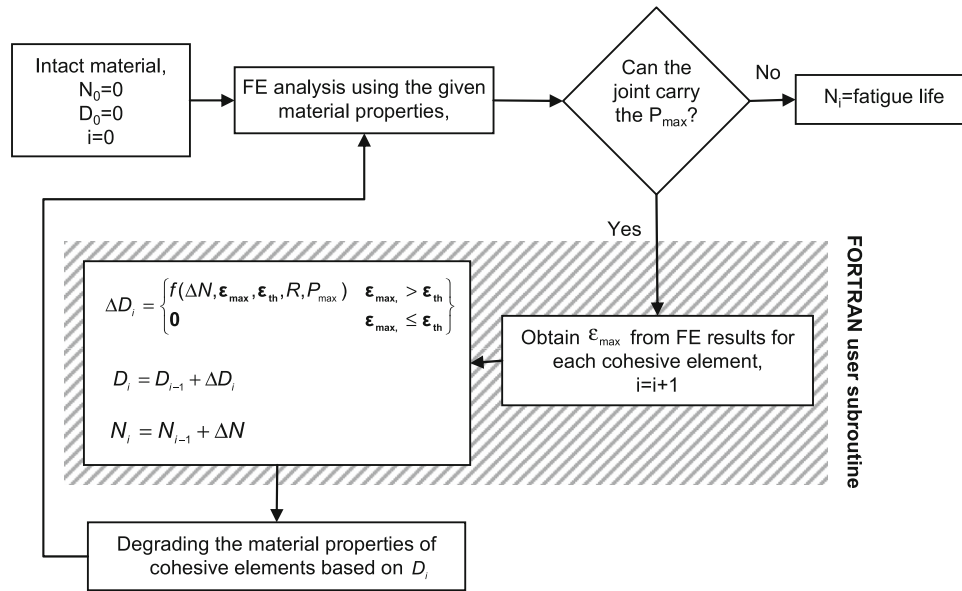 Intact material,
N₀=0
D₀=0
i=0
FE analysis using the given
material properties,
Can the
joint carry
the Pmax?
No
Nᵢ=fatigue life
Yes
FORTRAN user subroutine
Obtain εmax from FE results for
each cohesive element,
i=i+1
ΔDᵢ = {f(ΔN,εmax,εth,R,Pmax) εmax, > εth}
{0 εmax, ≤ εth}
Dᵢ = Dᵢ₋₁ + ΔDᵢ
Nᵢ = Nᵢ₋₁ + ΔN
Degrading the material properties of
cohesive elements based on Dᵢ